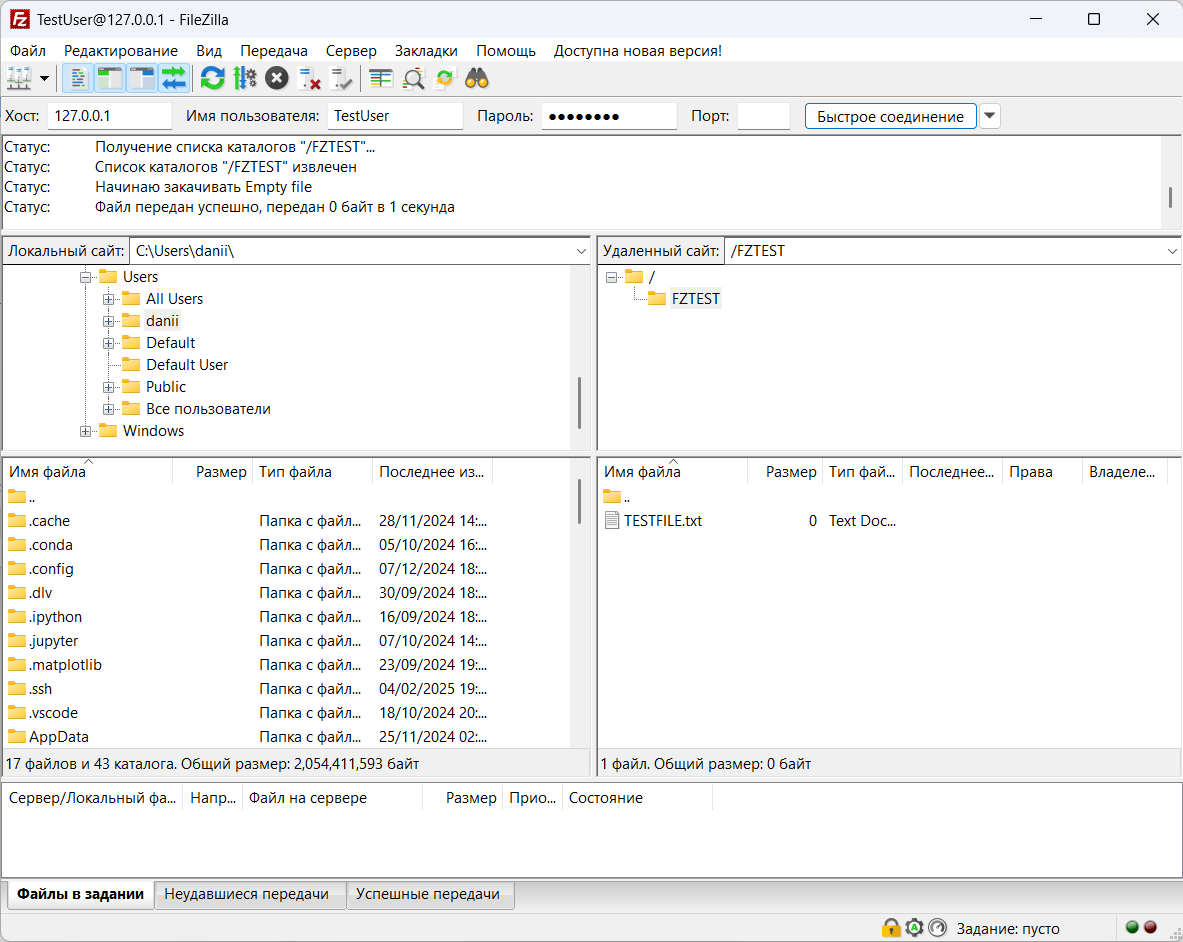 TestUser@127.0.0.1 - FileZilla
Файл Редактирование Вид Передача Сервер Закладки Помощь Доступна новая версия!
Хост: 127.0.0.1 Имя пользователя: TestUser Пароль: ●●●●●●●● Порт: Быстрое соединение
Статус: Получение списка каталогов "/FZTEST"...
Статус: Список каталогов "/FZTEST" извлечен
Статус: Начинаю закачивать Empty file
Статус: Файл передан успешно, передан 0 байт в 1 секунда
Локальный сайт: C:\Users\danii\
Users
All Users
danii
Default
Default User
Public
Все пользователи
Windows
Удаленный сайт: /FZTEST
/
FZTEST
Имя файла Размер Тип файла Последнее из...
..
.cache Папка с файл... 28/11/2024 14:...
.conda Папка с файл... 05/10/2024 16:...
.config Папка с файл... 07/12/2024 18:...
.dlv Папка с файл... 30/09/2024 18:...
.ipython Папка с файл... 16/09/2024 18:...
.jupyter Папка с файл... 07/10/2024 14:...
.matplotlib Папка с файл... 23/09/2024 19:...
.ssh Папка с файл... 04/02/2025 19:...
.vscode Папка с файл... 18/10/2024 20:...
AppData Папка с файл... 25/11/2024 02:...
17 файлов и 43 каталога. Общий размер: 2,054,411,593 байт
Имя файла Размер Тип фай... Последнее... Права Владеле...
..
TESTFILE.txt 0 Text Doc...
1 файл. Общий размер: 0 байт
Сервер/Локальный фа... Напр... Файл на сервере Размер Прио... Состояние
Файлы в задании Неудавшиеся передачи Успешные передачи
Задание: пусто